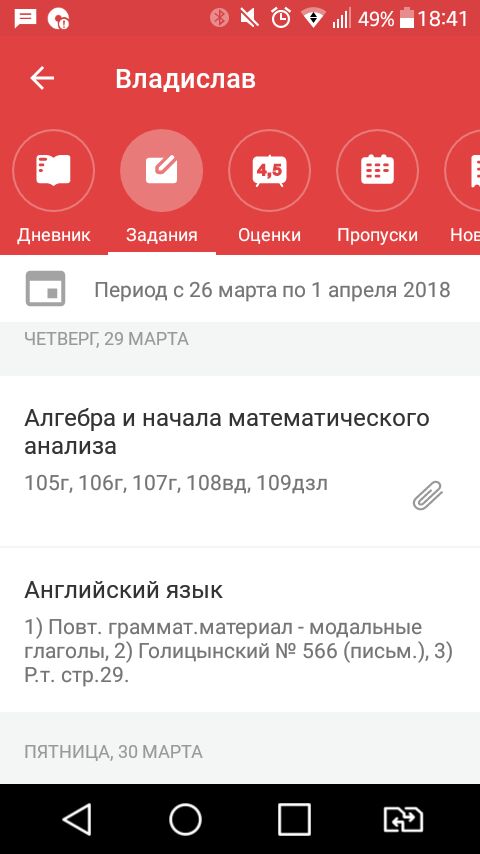 49% 18:41
Владислав
4,5
Дневник Задания Оценки Пропуски Нов
Период с 26 марта по 1 апреля 2018
ЧЕТВЕРГ, 29 МАРТА
Алгебра и начала математического
анализа
105г, 106г, 107г, 108вд, 109дзл
Английский язык
1) Повт. граммат.материал - модальные
глаголы, 2) Голицынский № 566 (письм.), 3)
Р.т. стр.29.
ПЯТНИЦА, 30 МАРТА